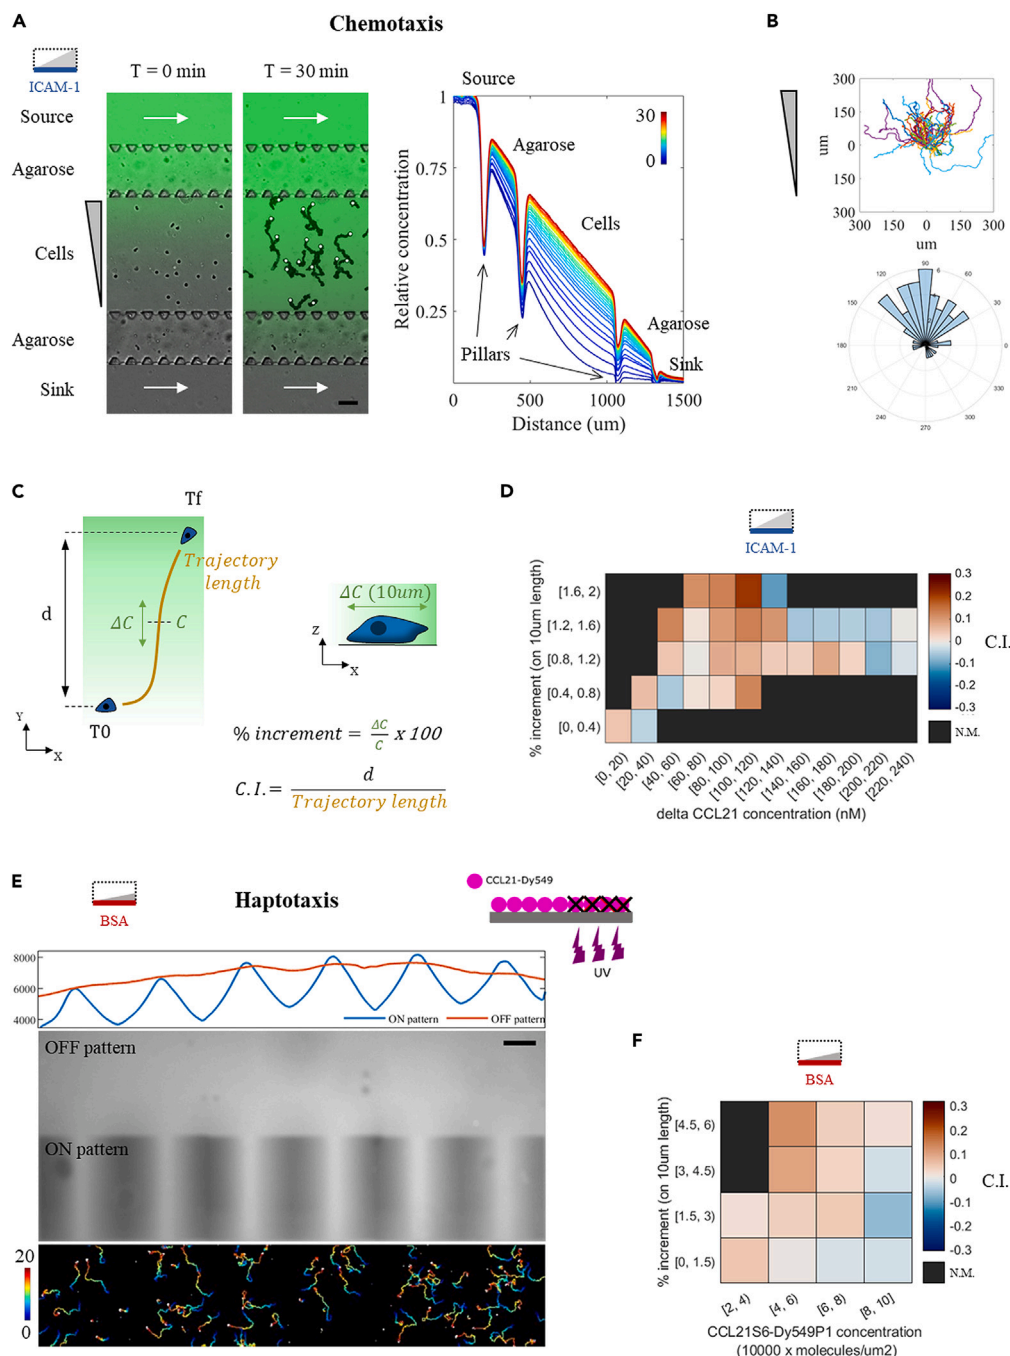 A
Chemotaxis
ICAM-1
T = 0 min
T = 30 min
Source
Agarose
Cells
Agarose
Sink
Source
Agarose
Cells
Agarose
Sink
Pillars
30
0
Relative concentration
1
0.75
0.5
0.25
0 500 1000 1500
Distance (um)
B
300
200
100
0
100
200
300
um
300 200 100 0 100 200 300
um
90
120 60
150 30
180 0
210 330
240 300
270
6
C
Tf
Trajectory
length
d
ΔC
C
T0
Y
X
ΔC (10um)
Z
X
% increment = ΔC/C x 100
C.I.= d / Trajectory length
D
ICAM-1
% increment (on 10um length)
[1.6, 2)
[1.2, 1.6)
[0.8, 1.2)
[0.4, 0.8)
[0, 0.4)
[0, 20)
[20, 40)
[40, 60)
[60, 80)
[80, 100)
[100, 120)
[120, 140)
[140, 160)
[160, 180)
[180, 200)
[200, 220)
[220, 240)
delta CCL21 concentration (nM)
0.3
0.2
0.1
0
-0.1
-0.2
-0.3
C.I.
N.M.
E
BSA
Haptotaxis
CCL21-Dy549
UV
8000
6000
4000
ON pattern
OFF pattern
OFF pattern
ON pattern
20
0
F
BSA
% increment (on 10um length)
[4.5, 6)
[3, 4.5)
[1.5, 3)
[0, 1.5)
[2, 4)
[4, 6)
[6, 8)
[8, 10]
CCL21S6-Dy549P1 concentration
(10000 x molecules/um2)
0.3
0.2
0.1
0
-0.1
-0.2
-0.3
C.I.
N.M.